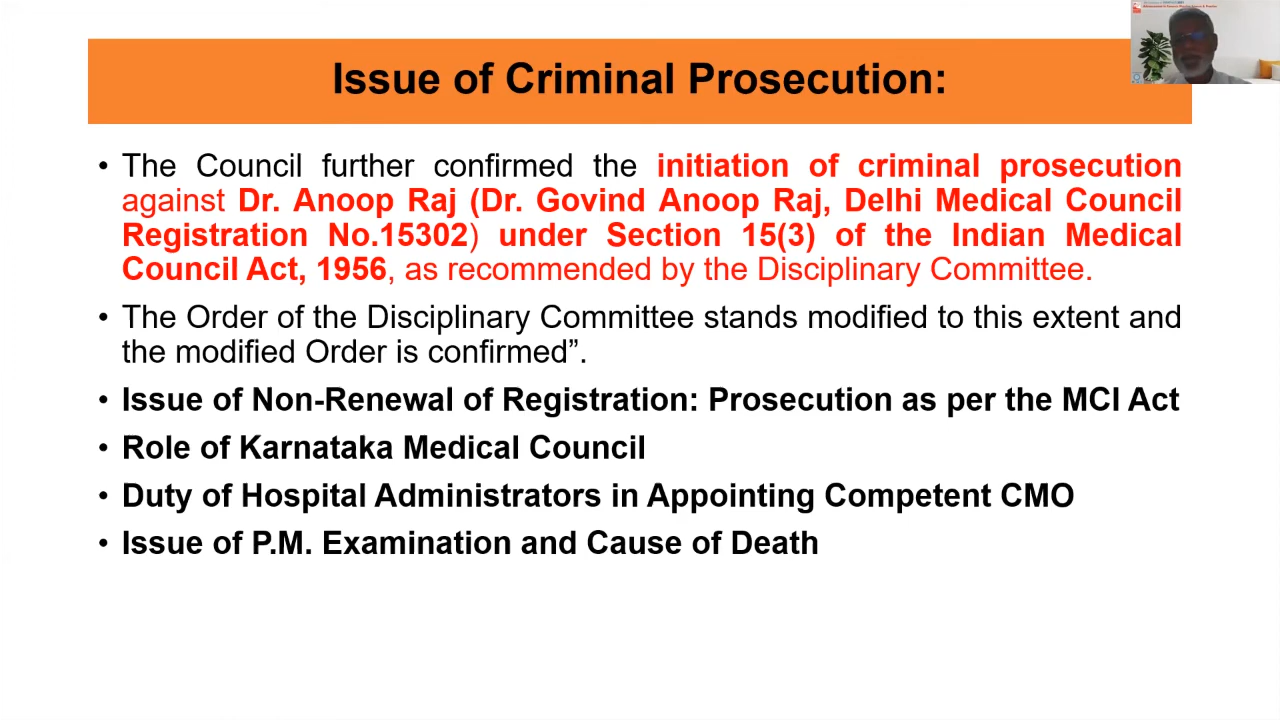 Issue of Criminal Prosecution:
• The Council further confirmed the initiation of criminal prosecution
against Dr. Anoop Raj (Dr. Govind Anoop Raj, Delhi Medical Council
Registration No.15302) under Section 15(3) of the Indian Medical
Council Act, 1956, as recommended by the Disciplinary Committee.
• The Order of the Disciplinary Committee stands modified to this extent and
the modified Order is confirmed”.
• Issue of Non-Renewal of Registration: Prosecution as per the MCI Act
• Role of Karnataka Medical Council
• Duty of Hospital Administrators in Appointing Competent CMO
• Issue of P.M. Examination and Cause of Death